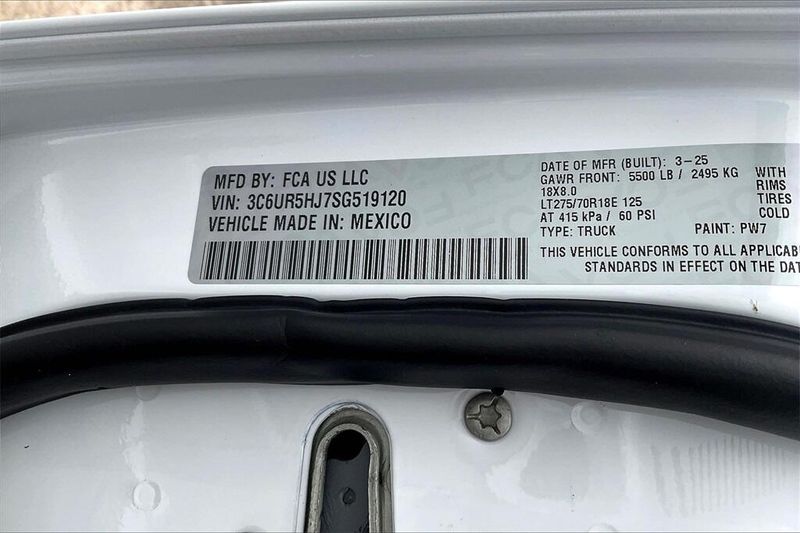 MFD BY: FCA US LLC
VIN: 3C6UR5HJ7SG519120
VEHICLE MADE IN: MEXICO
DATE OF MFR (BUILT): 3-25
GAWR FRONT: 5500 LB / 2495 KG WITH
18X8.0 RIMS
LT275/70R18E 125 TIRES
AT 415 kPa / 60 PSI COLD
TYPE: TRUCK PAINT: PW7
THIS VEHICLE CONFORMS TO ALL APPLICAB
STANDARDS IN EFFECT ON THE DAT